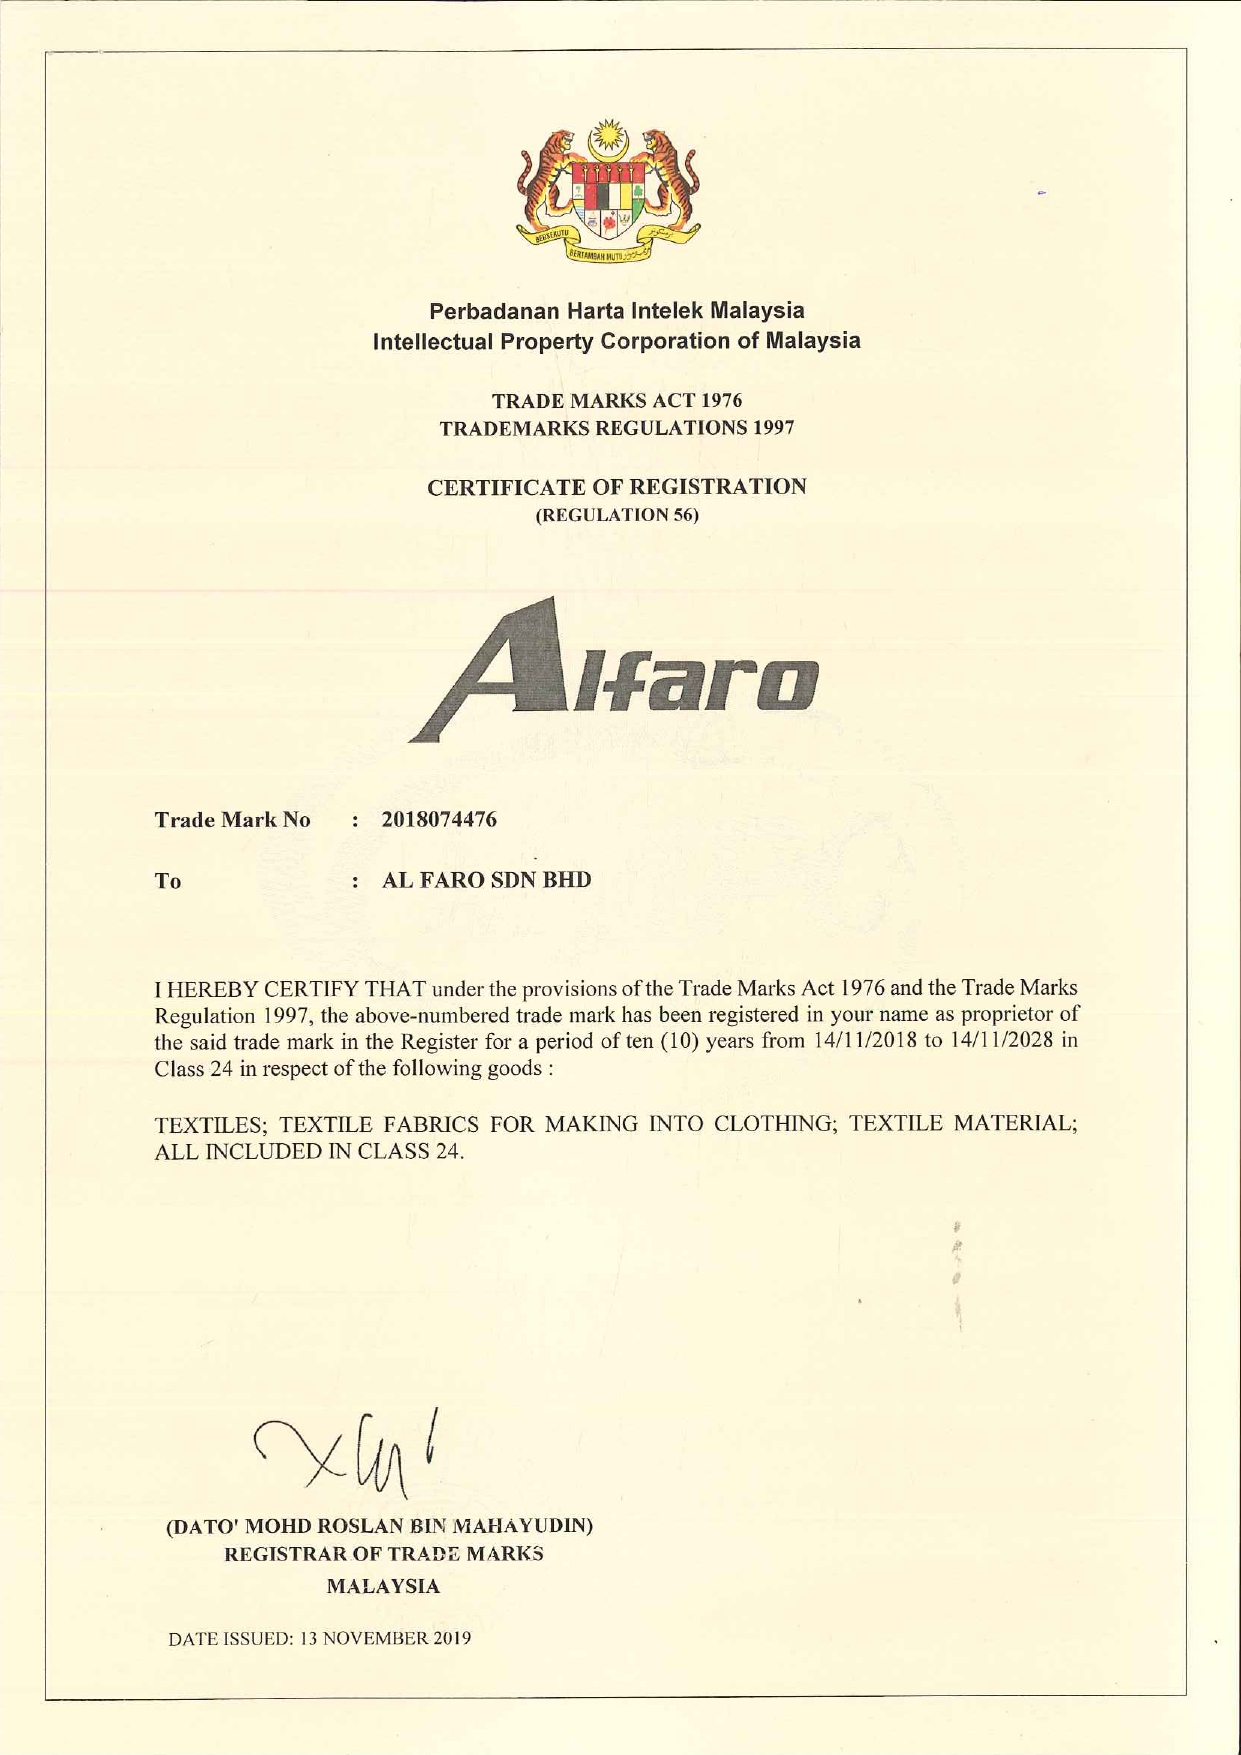 BERSEKUTU
BERTAMBAH MUTU
Perbadanan Harta Intelek Malaysia
Intellectual Property Corporation of Malaysia
TRADE MARKS ACT 1976
TRADEMARKS REGULATIONS 1997
CERTIFICATE OF REGISTRATION
(REGULATION 56)
Alfaro
Trade Mark No : 2018074476
To : AL FARO SDN BHD
I HEREBY CERTIFY THAT under the provisions of the Trade Marks Act 1976 and the Trade Marks
Regulation 1997, the above-numbered trade mark has been registered in your name as proprietor of
the said trade mark in the Register for a period of ten (10) years from 14/11/2018 to 14/11/2028 in
Class 24 in respect of the following goods :
TEXTILES; TEXTILE FABRICS FOR MAKING INTO CLOTHING; TEXTILE MATERIAL;
ALL INCLUDED IN CLASS 24.
(DATO' MOHD ROSLAN BIN MAHAYUDIN)
REGISTRAR OF TRADE MARKS
MALAYSIA
DATE ISSUED: 13 NOVEMBER 2019